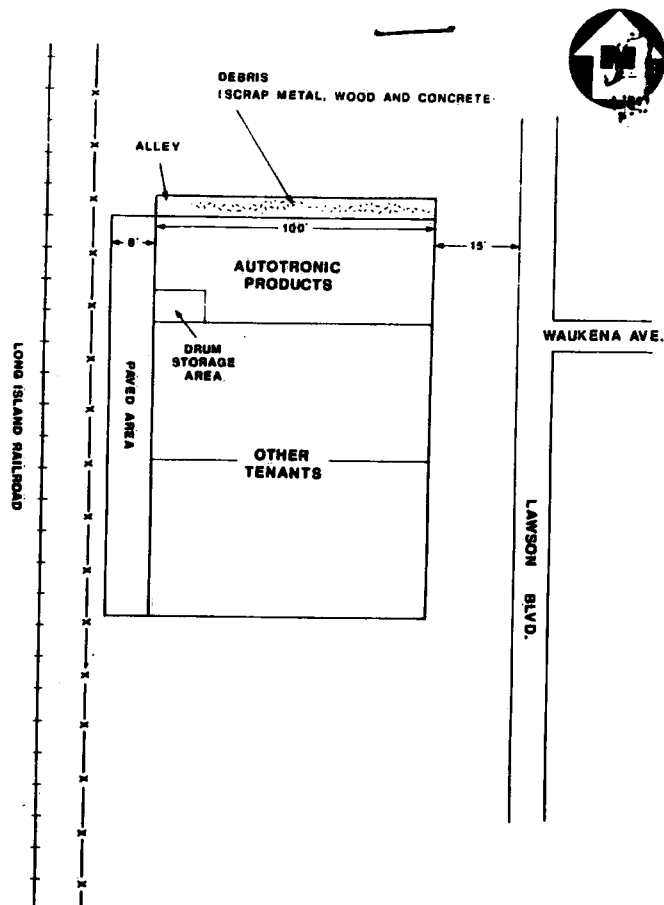 DEBRIS
(SCRAP METAL, WOOD AND CONCRETE
ALLEY
100'
15'
AUTOTRONIC
PRODUCTS
DRUM
STORAGE
AREA
WAUKENA AVE.
LONG ISLAND RAILROAD
PAVED AREA
OTHER
TENANTS
LAWSON BLVD.